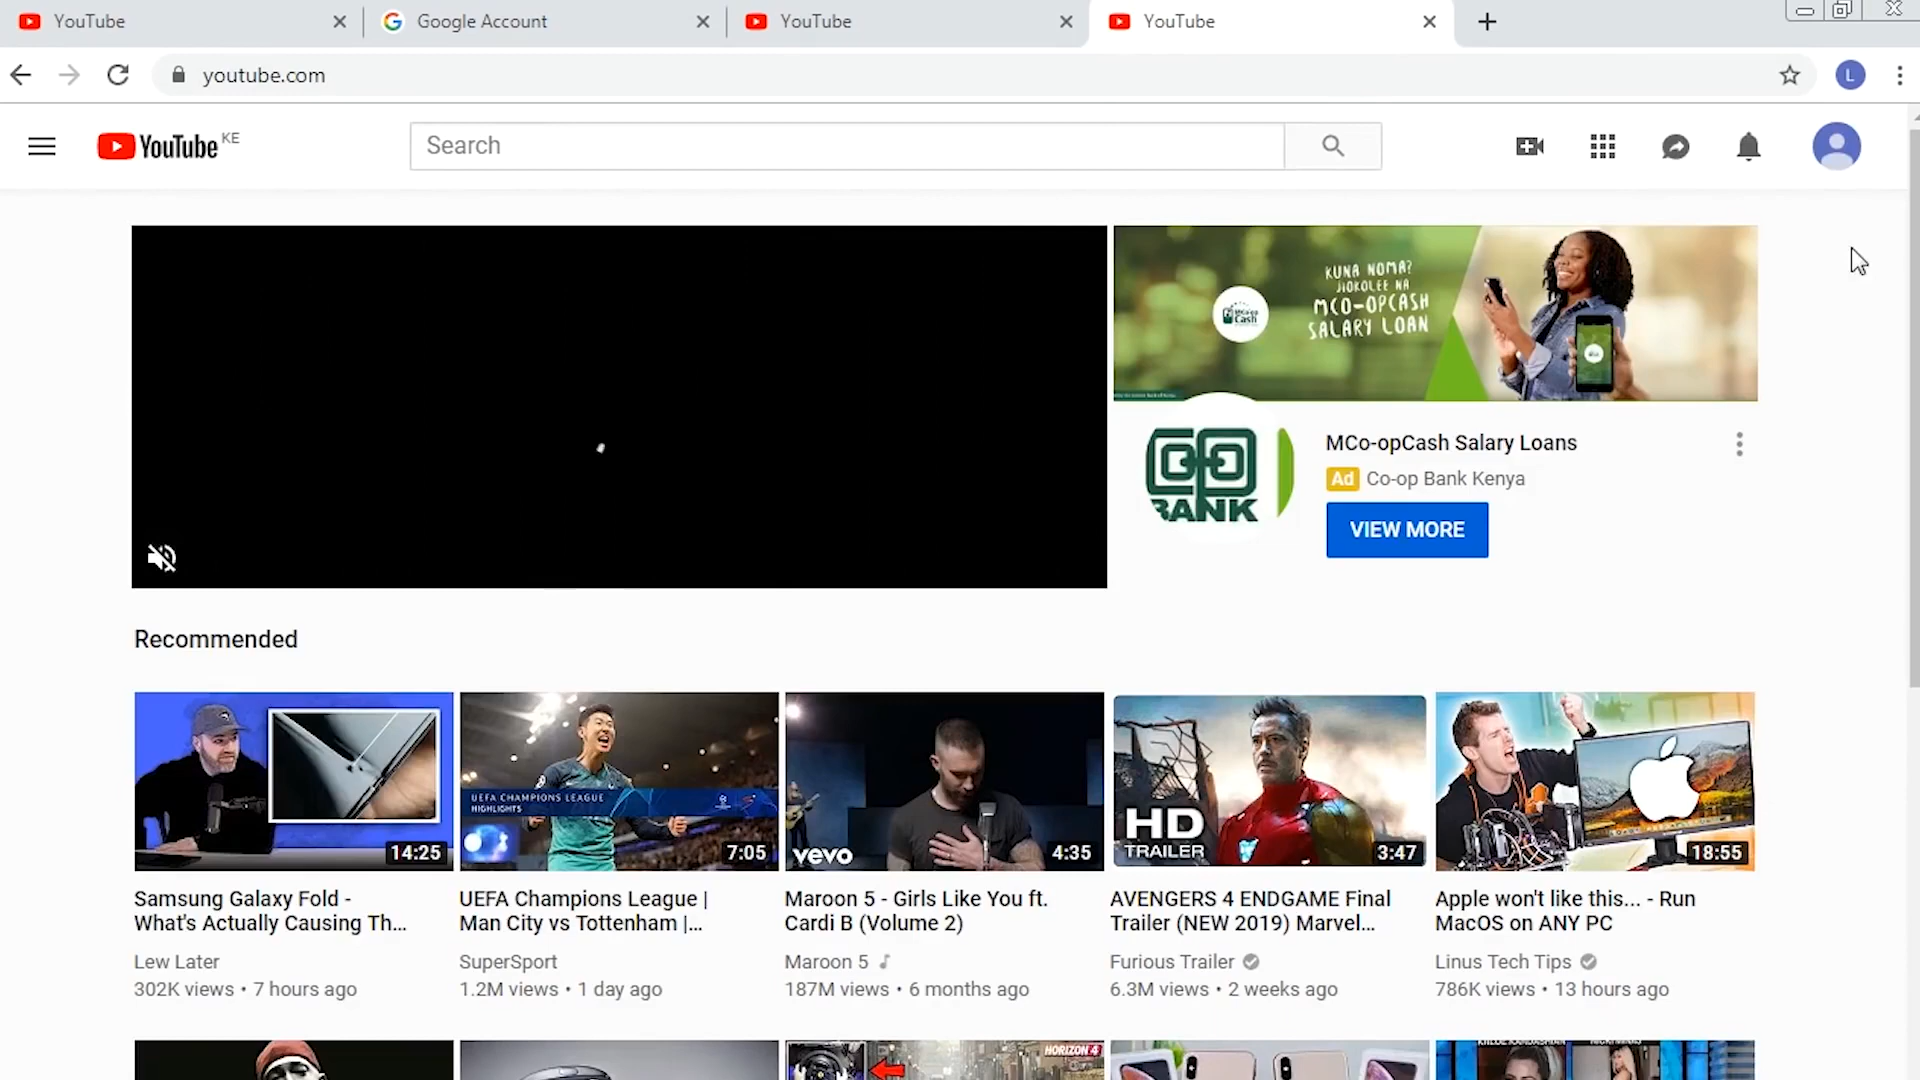 YouTube
Google Account
YouTube
YouTube
youtube.com
L
YouTube KE
Search
KUNA NOMA?
JIOKOLEE NA
MCO-OPCASH
SALARY LOAN
MCo-op
Cash
BANK
MCo-opCash Salary Loans
Ad Co-op Bank Kenya
VIEW MORE
Recommended
UEFA CHAMPIONS LEAGUE
HIGHLIGHTS
vevo
HD
TRAILER
14:25
7:05
4:35
3:47
18:55
Samsung Galaxy Fold -
What's Actually Causing Th...
Lew Later
302K views • 7 hours ago
UEFA Champions League |
Man City vs Tottenham |...
SuperSport
1.2M views • 1 day ago
Maroon 5 - Girls Like You ft.
Cardi B (Volume 2)
Maroon 5
187M views • 6 months ago
AVENGERS 4 ENDGAME Final
Trailer (NEW 2019) Marvel...
Furious Trailer
6.3M views • 2 weeks ago
Apple won't like this... - Run
MacOS on ANY PC
Linus Tech Tips
786K views • 13 hours ago
HORIZON 4